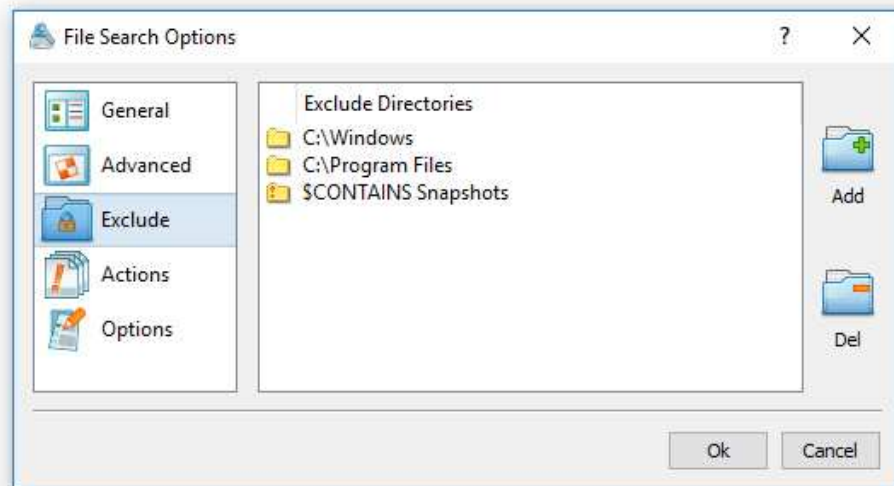 File Search Options
?
General
Advanced
Exclude
Actions
Options
Exclude Directories
C:\Windows
C:\Program Files
$CONTAINS Snapshots
Add
Del
Ok
Cancel